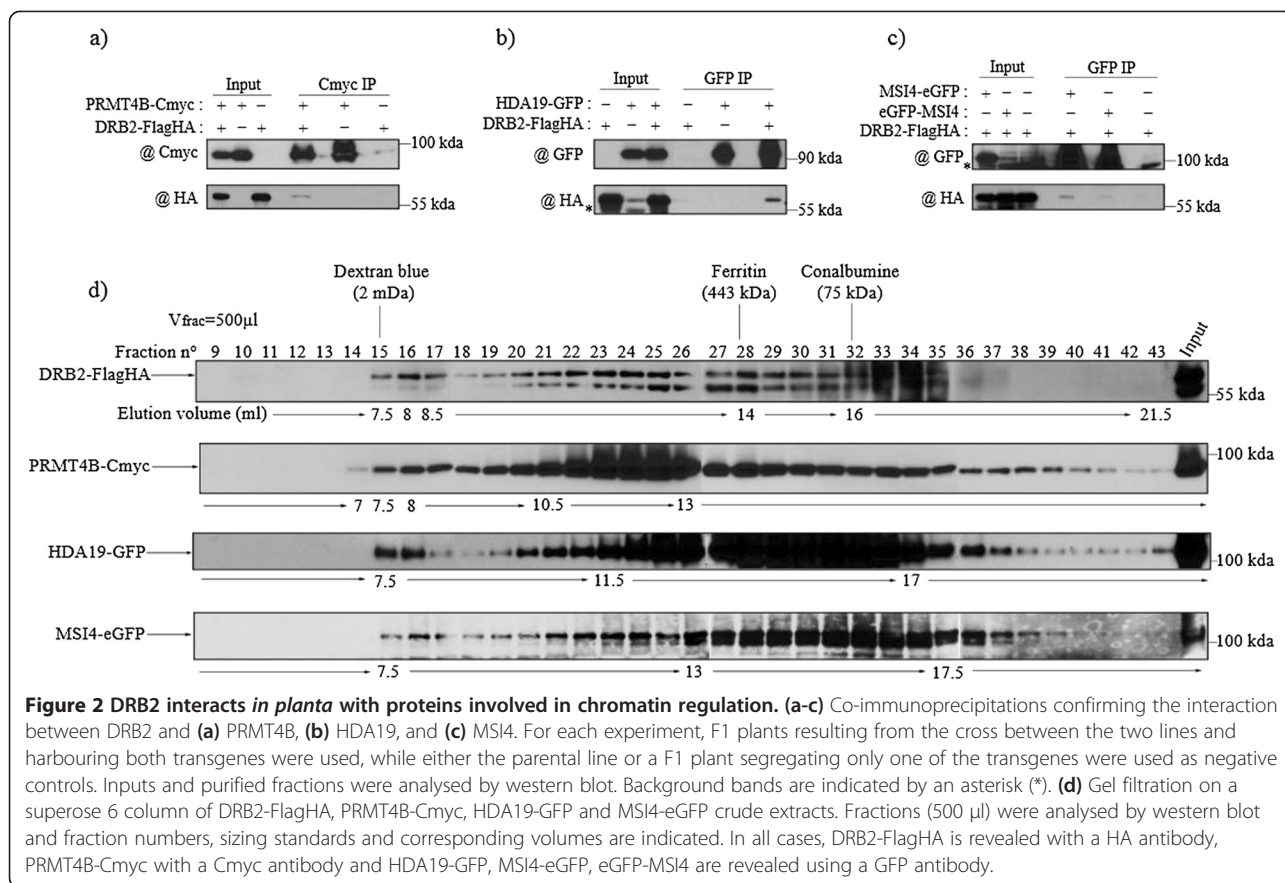 a)
Input Cmyc IP
PRMT4B-Cmyc : + + − + + −
DRB2-FlagHA : + − + + − +
@ Cmyc 100 kda
@ HA 55 kda
b)
Input GFP IP
HDA19-GFP : − + + − + +
DRB2-FlagHA : + − + + − +
@ GFP 90 kda
@ HA * 55 kda
c)
Input GFP IP
MSI4-eGFP : + − − + − −
eGFP-MSI4 : − + − − + −
DRB2-FlagHA : + + + + + +
@ GFP * 100 kda
@ HA 55 kda
d)
Dextran blue (2 mDa)
Ferritin (443 kDa)
Conalbumine (75 kDa)
Vfrac=500µl
Fraction nº 9 10 11 12 13 14 15 16 17 18 19 20 21 22 23 24 25 26 27 28 29 30 31 32 33 34 35 36 37 38 39 40 41 42 43 Input
DRB2-FlagHA 55 kda
Elution volume (ml) 7.5 8 8.5 14 16 21.5
PRMT4B-Cmyc 100 kda
7 7.5 8 10.5 13
HDA19-GFP 100 kda
7.5 11.5 17
MSI4-eGFP 100 kda
7.5 13 17.5
Figure 2 DRB2 interacts in planta with proteins involved in chromatin regulation. (a-c) Co-immunoprecipitations confirming the interaction
between DRB2 and (a) PRMT4B, (b) HDA19, and (c) MSI4. For each experiment, F1 plants resulting from the cross between the two lines and
harbouring both transgenes were used, while either the parental line or a F1 plant segregating only one of the transgenes were used as negative
controls. Inputs and purified fractions were analysed by western blot. Background bands are indicated by an asterisk (*). (d) Gel filtration on a
superose 6 column of DRB2-FlagHA, PRMT4B-Cmyc, HDA19-GFP and MSI4-eGFP crude extracts. Fractions (500 µl) were analysed by western blot
and fraction numbers, sizing standards and corresponding volumes are indicated. In all cases, DRB2-FlagHA is revealed with a HA antibody,
PRMT4B-Cmyc with a Cmyc antibody and HDA19-GFP, MSI4-eGFP, eGFP-MSI4 are revealed using a GFP antibody.